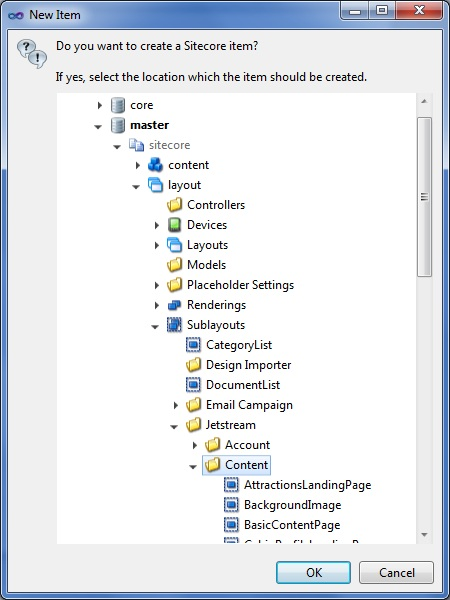 New Item
Do you want to create a Sitecore item?
If yes, select the location which the item should be created.
core
master
sitecore
content
layout
Controllers
Devices
Layouts
Models
Placeholder Settings
Renderings
Sublayouts
CategoryList
Design Importer
DocumentList
Email Campaign
Jetstream
Account
Content
AttractionsLandingPage
BackgroundImage
BasicContentPage
OK
Cancel